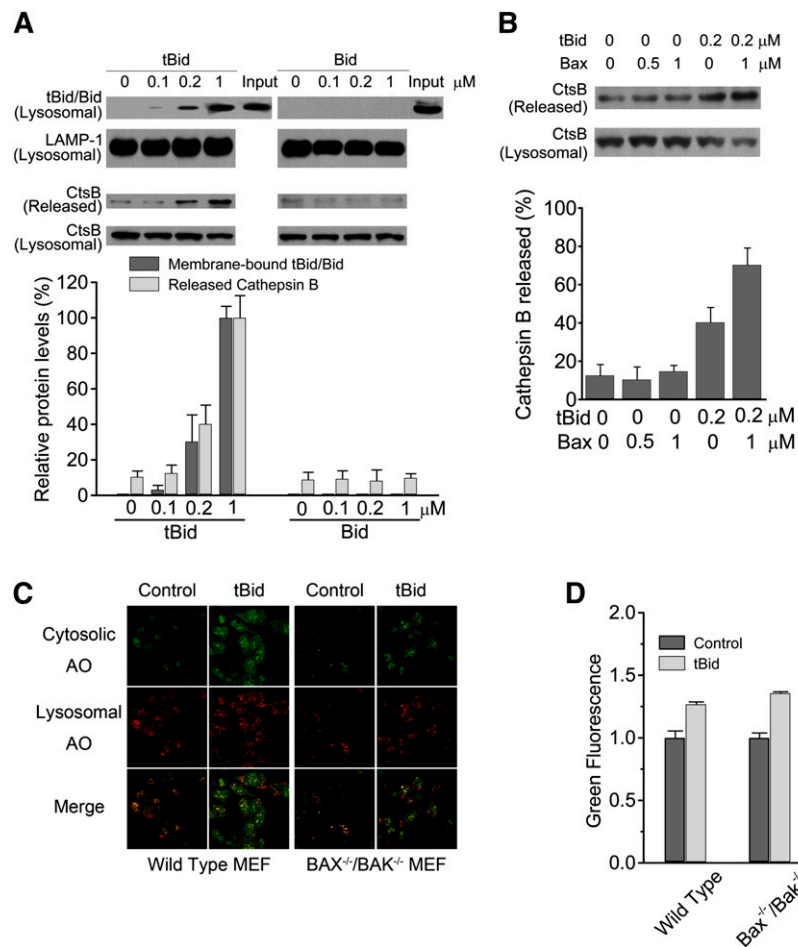 A
tBid Bid
0 0.1 0.2 1 Input μM 0 0.1 0.2 1 Input
tBid/Bid
(Lysosomal)
LAMP-1
(Lysosomal)
CtsB
(Released)
CtsB
(Lysosomal)
Membrane-bound tBid/Bid
Released Cathepsin B
Relative protein levels (%)
120
100
80
60
40
20
0
0 0.1 0.2 1 0 0.1 0.2 1 μM
tBid Bid
B
tBid 0 0 0 0.2 0.2 μM
Bax 0 0.5 1 0 1 μM
CtsB
(Released)
CtsB
(Lysosomal)
Cathepsin B released (%)
100
80
60
40
20
0
tBid 0 0 0 0.2 0.2 μM
Bax 0 0.5 1 0 1 μM
C
Control tBid Control tBid
Cytosolic
AO
Lysosomal
AO
Merge
Wild Type MEF BAX-/-/BAK-/- MEF
D
Green Fluorescence
2.0
1.5
1.0
0.5
0.0
Control
tBid
Wild Type
Bax-/-/Bak-/-